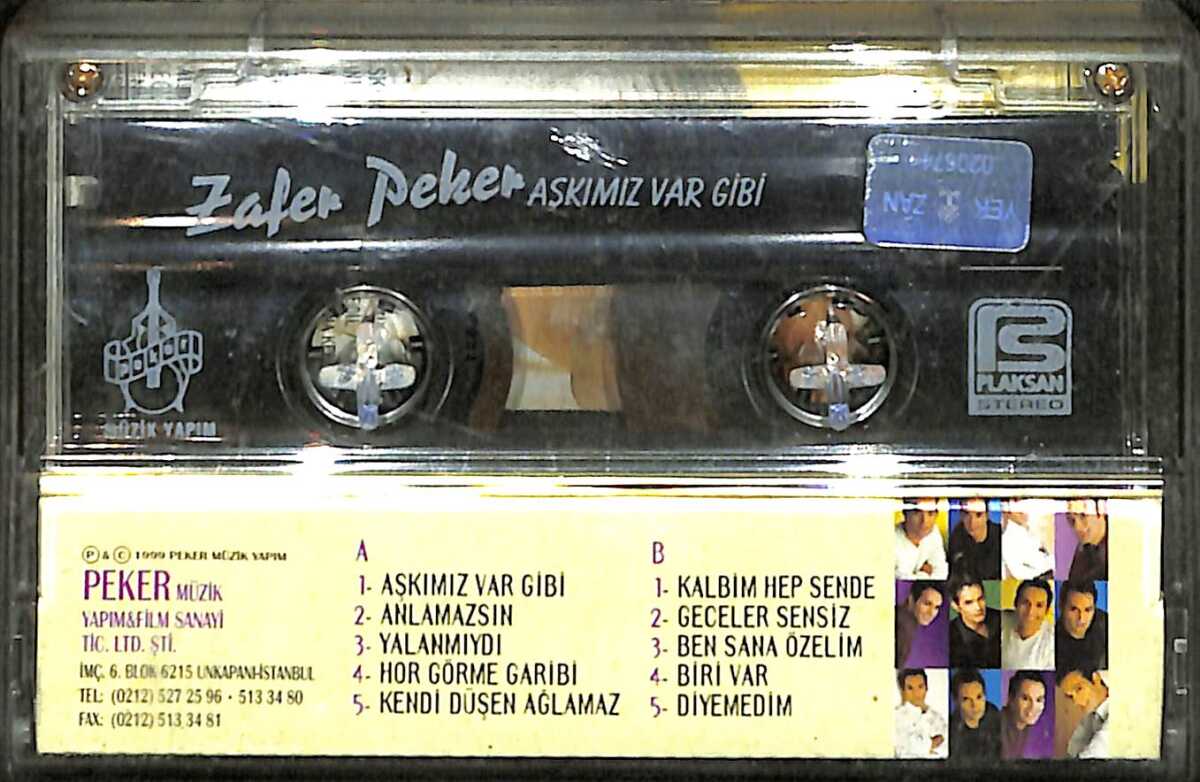 Zafer Peker AŞKIMIZ VAR GİBİ
0206741
YER ZAN
peker
MÜZİK YAPIM
PLAKSAN
STEREO
Ⓟ & © 1999 PEKER MÜZİK YAPIM
PEKER MÜZİK
YAPIM&FİLM SANAYİ
TİC. LTD. ŞTİ.
İMÇ. 6. BLOK 6215 UNKAPANI-İSTANBUL
TEL: (0212) 527 25 96 • 513 34 80
FAX: (0212) 513 34 81
A
1- AŞKIMIZ VAR GİBİ
2- ANLAMAZSIN
3- YALANMIYDI
4- HOR GÖRME GARİBİ
5- KENDİ DÜŞEN AĞLAMAZ
B
1- KALBİM HEP SENDE
2- GECELER SENSİZ
3- BEN SANA ÖZELİM
4- BİRİ VAR
5- DİYEMEDİM